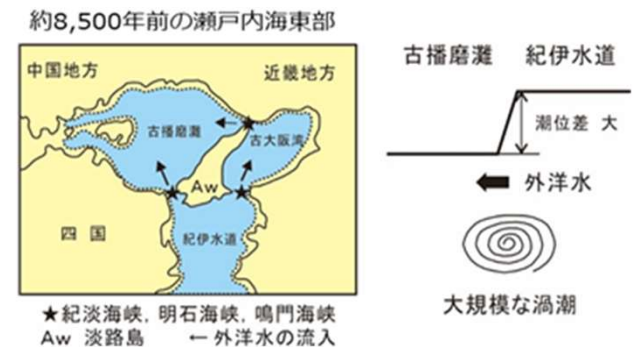 約8,500年前の瀬戸内海東部
中国地方
近畿地方
古播磨灘
古大阪湾
Aw
四国
紀伊水道
★紀淡海峡, 明石海峡, 鳴門海峡
Aw 淡路島 ←外洋水の流入
古播磨灘 紀伊水道
潮位差 大
外洋水
大規模な渦潮